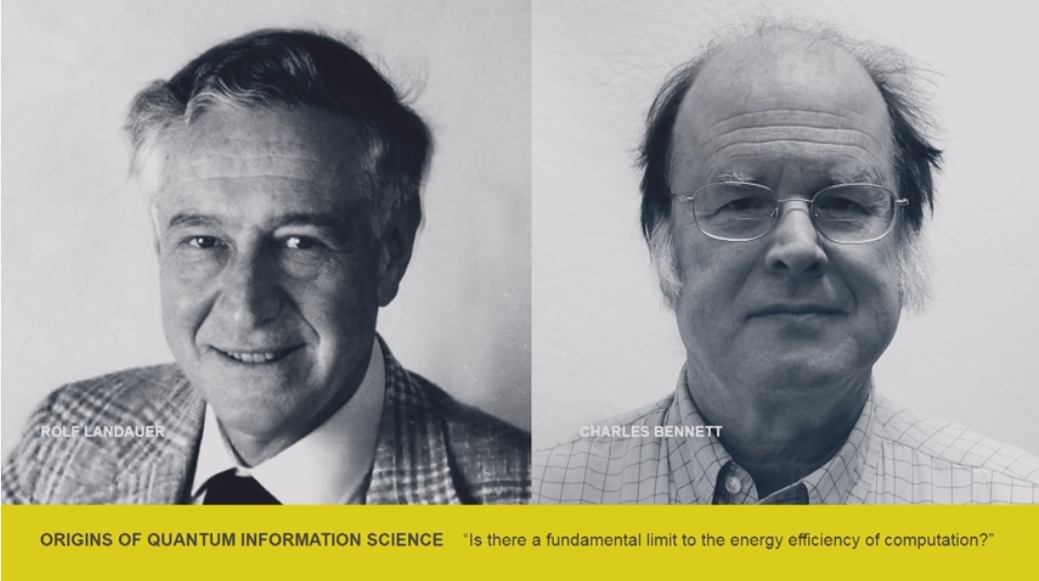 ROLF LANDAUER
CHARLES BENNETT
ORIGINS OF QUANTUM INFORMATION SCIENCE “Is there a fundamental limit to the energy efficiency of computation?”